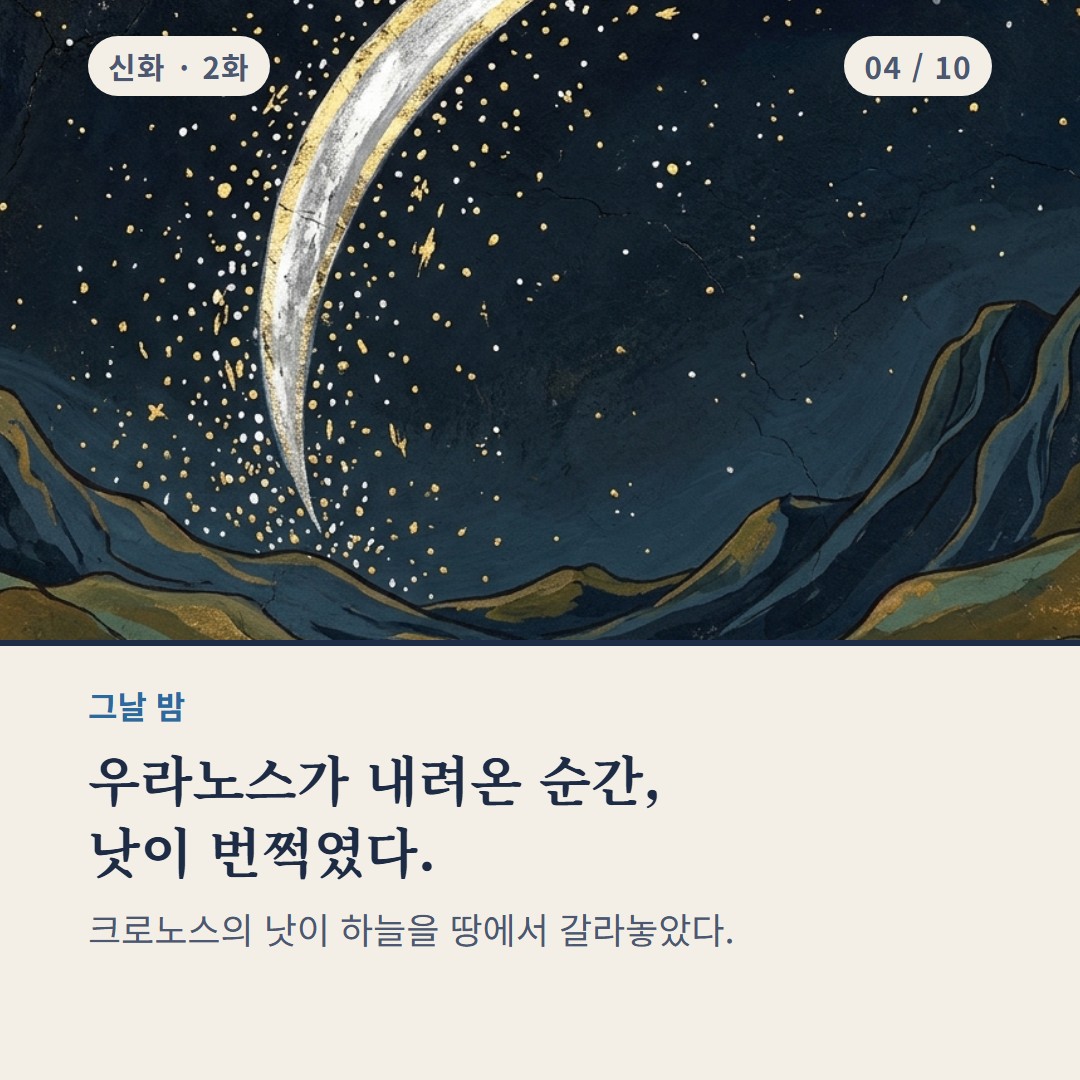 신화 · 2화
04 / 10
그날 밤
우라노스가 내려온 순간,
낫이 번쩍였다.
크로노스의 낫이 하늘을 땅에서 갈라놓았다.